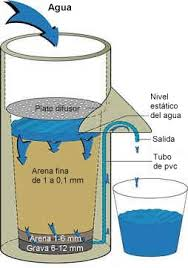 Agua
Plato difusor
Nivel
estático
del agua
Salida
Tubo
de pvc
Arena fina
de 1 a 0,1 mm
Arena 1-6 mm
Grava 6-12 mm